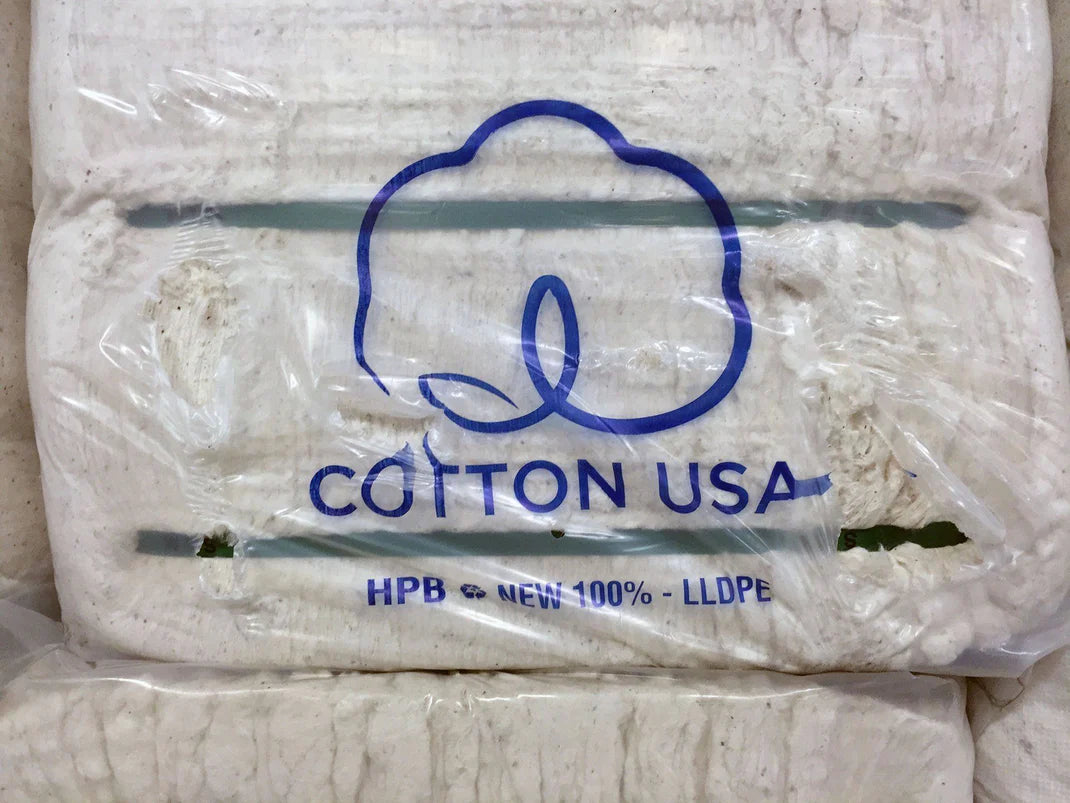 COTTON USA
S S
HPB ♻ NEW 100% - LLDPE